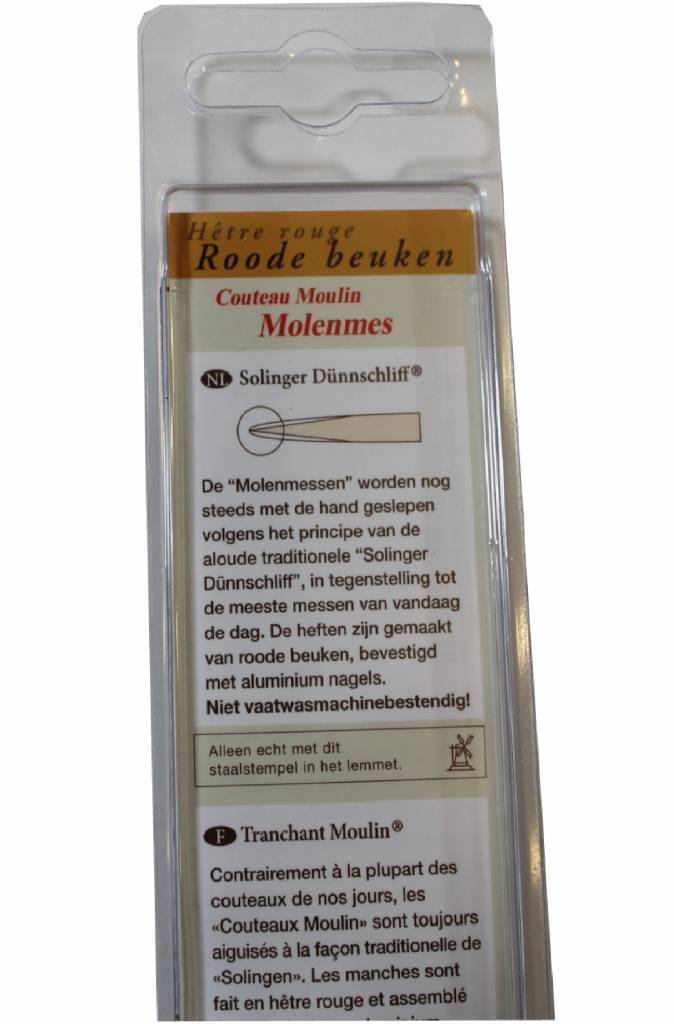 Hêtre rouge
Roode beuken
Couteau Moulin
Molenmes
NL Solinger Dünnschliff®
De “Molenmessen” worden nog
steeds met de hand geslepen
volgens het principe van de
aloude traditionele “Solinger
Dünnschliff”, in tegenstelling tot
de meeste messen van vandaag
de dag. De heften zijn gemaakt
van roode beuken, bevestigd
met aluminium nagels.
Niet vaatwasmachinebestendig!
Alleen echt met dit
staalstempel in het lemmet.
F Tranchant Moulin®
Contrairement à la plupart des
couteaux de nos jours, les
«Couteaux Moulin» sont toujours
aiguisés à la façon traditionelle de
«Solingen». Les manches sont
fait en hêtre rouge et assemblé